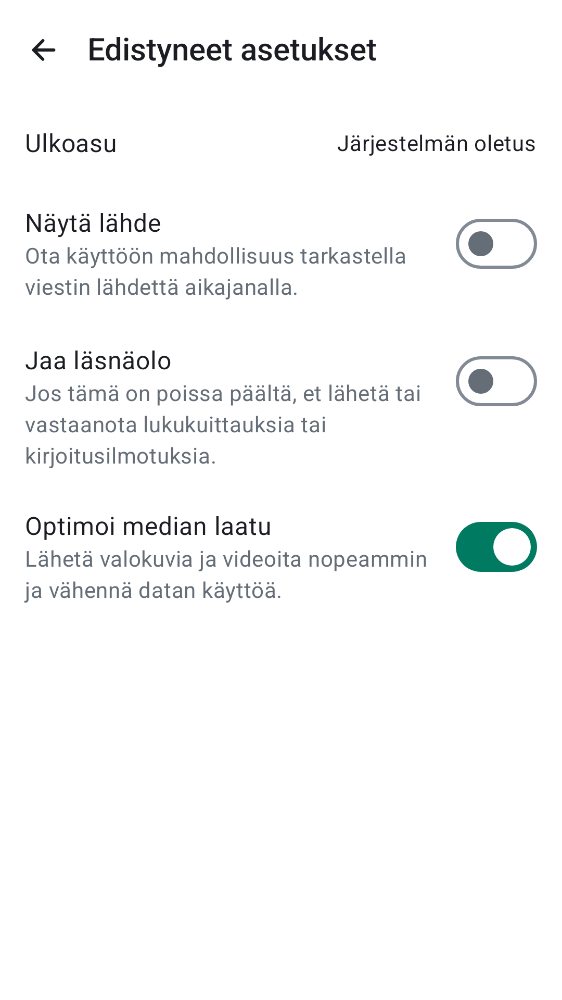 Edistyneet asetukset
Ulkoasu
Järjestelmän oletus
Näytä lähde
Ota käyttöön mahdollisuus tarkastella
viestin lähdettä aikajanalla.
Jaa läsnäolo
Jos tämä on poissa päältä, et lähetä tai
vastaanota lukukuittauksia tai
kirjoitusilmotuksia.
Optimoi median laatu
Lähetä valokuvia ja videoita nopeammin
ja vähennä datan käyttöä.